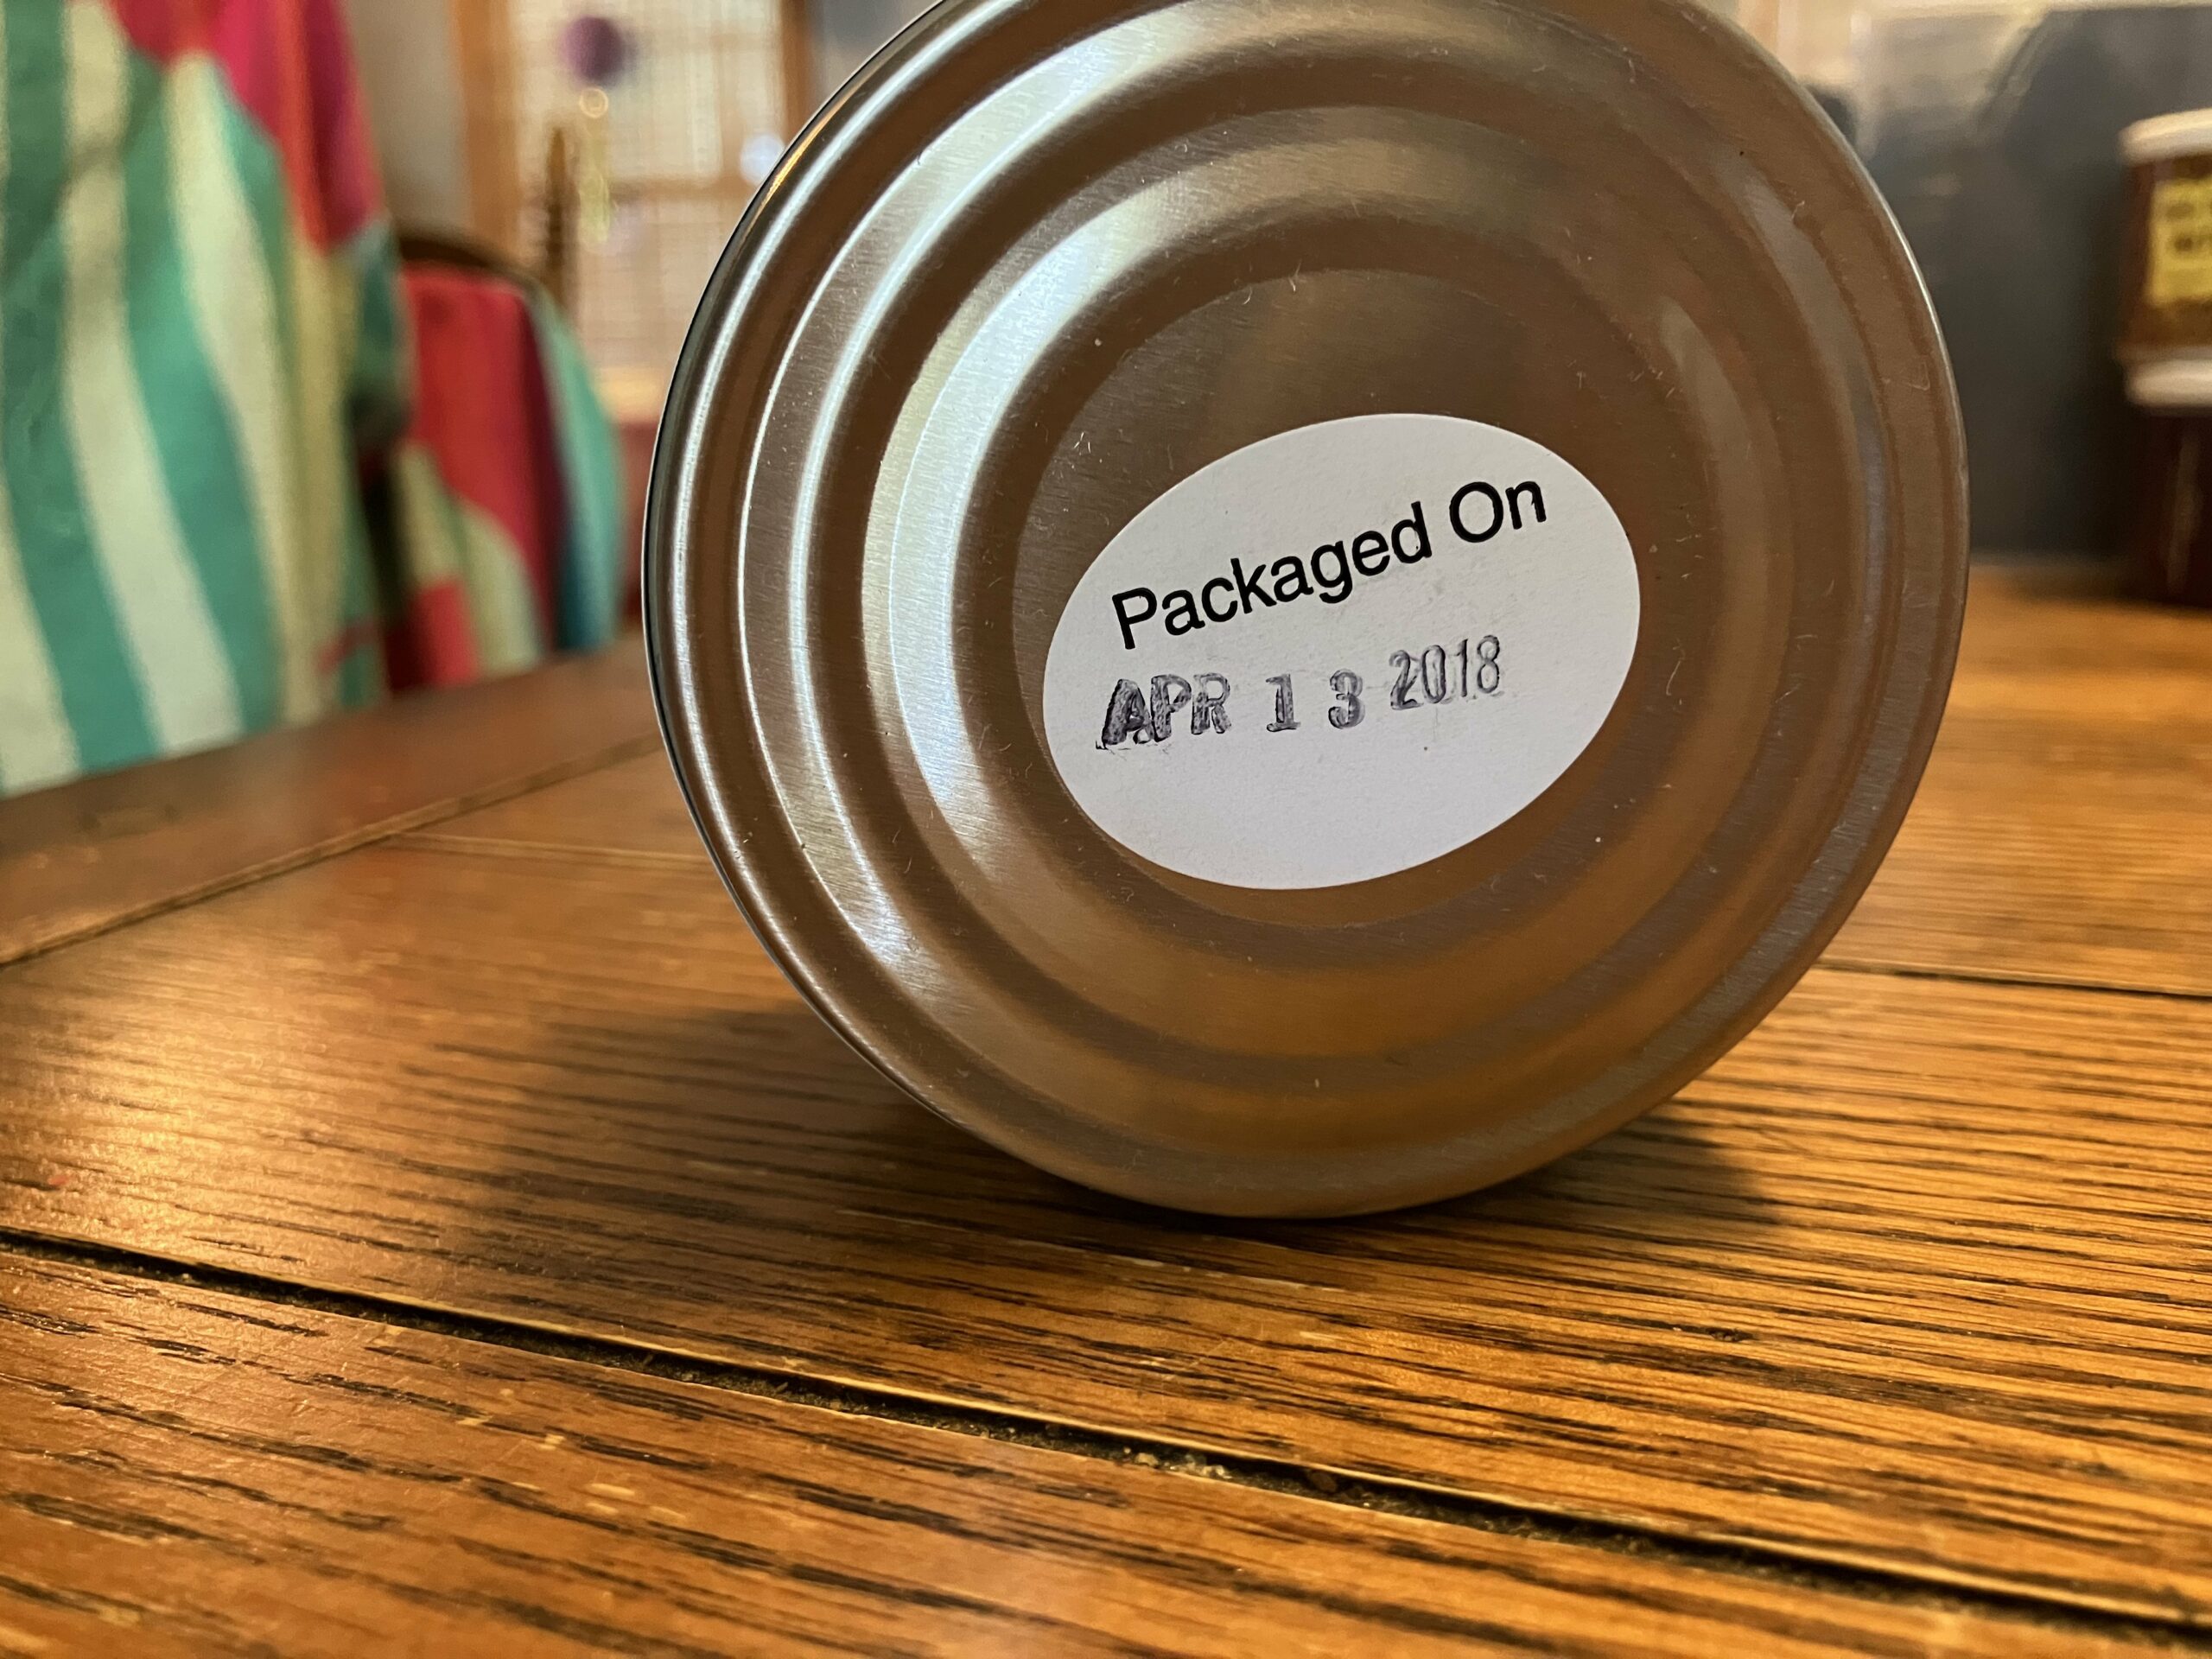 Packaged On
APR 13 2018